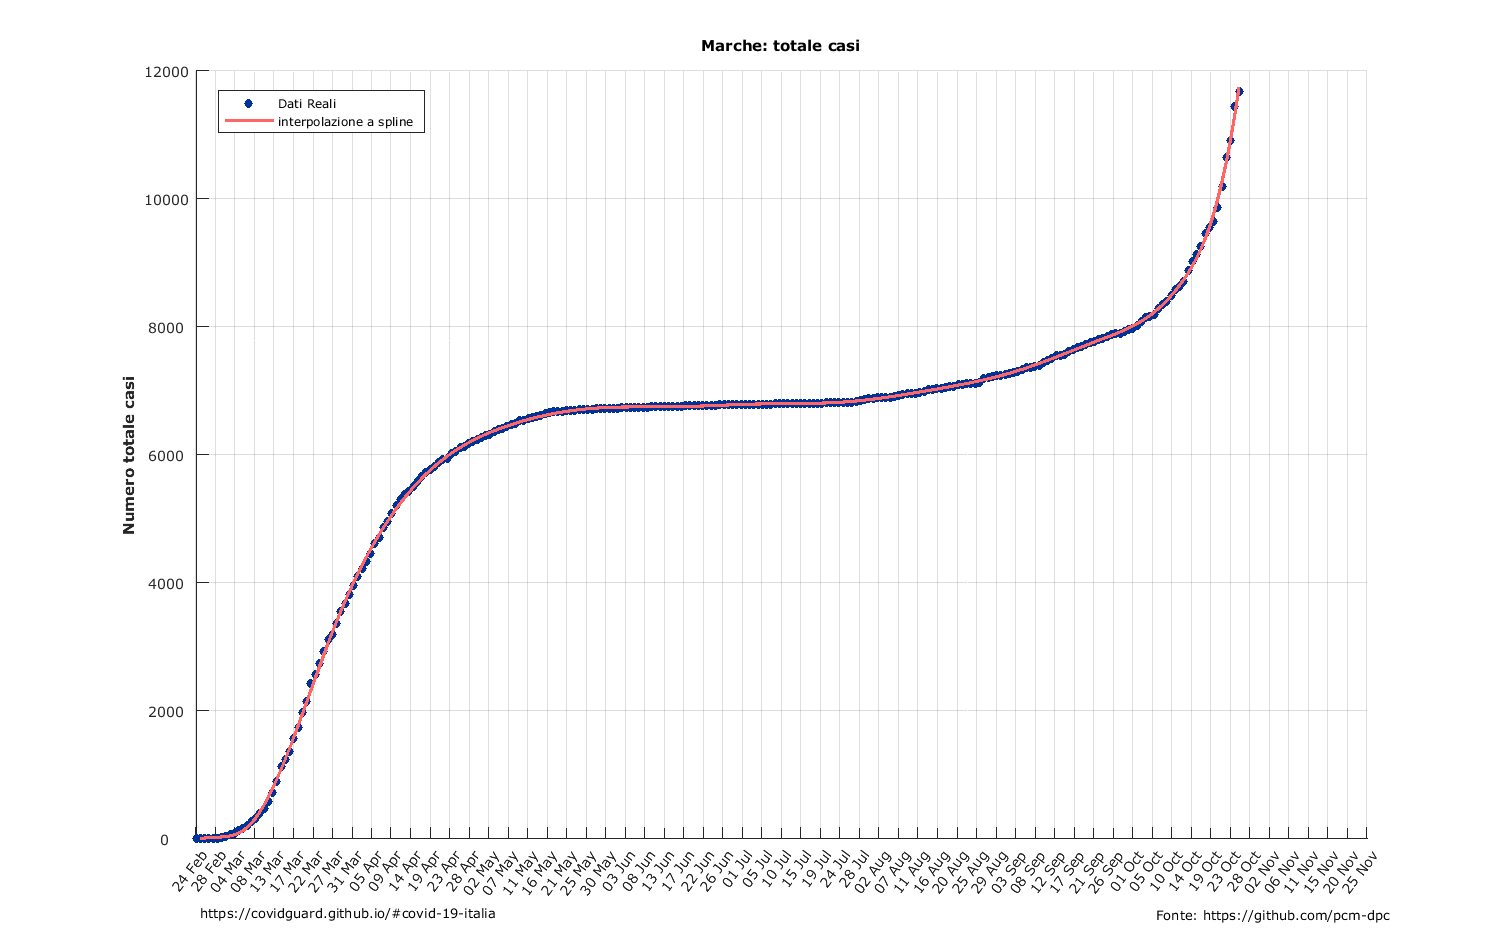 Marche: totale casi
12000
10000
8000
6000
4000
2000
0
Numero totale casi
Dati Reali
interpolazione a spline
24 Feb
28 Feb
04 Mar
08 Mar
13 Mar
17 Mar
22 Mar
27 Mar
31 Mar
05 Apr
09 Apr
14 Apr
19 Apr
23 Apr
28 Apr
02 May
07 May
11 May
16 May
21 May
25 May
30 May
03 Jun
08 Jun
13 Jun
17 Jun
22 Jun
26 Jun
01 Jul
05 Jul
10 Jul
15 Jul
19 Jul
24 Jul
28 Jul
02 Aug
07 Aug
11 Aug
16 Aug
20 Aug
25 Aug
29 Aug
03 Sep
08 Sep
12 Sep
17 Sep
21 Sep
26 Sep
01 Oct
05 Oct
10 Oct
14 Oct
19 Oct
23 Oct
28 Oct
02 Nov
06 Nov
11 Nov
15 Nov
20 Nov
25 Nov
https://covidguard.github.io/#covid-19-italia
Fonte: https://github.com/pcm-dpc